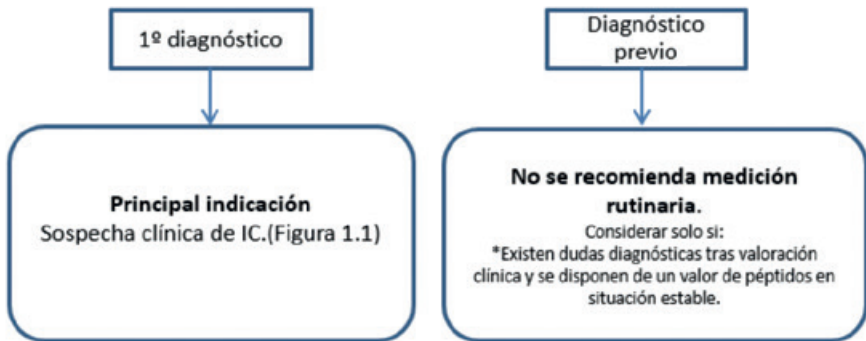 1º diagnóstico
Principal indicación
Sospecha clínica de IC.(Figura 1.1)
Diagnóstico
previo
No se recomienda medición
rutinaria.
Considerar solo si:
*Existen dudas diagnósticas tras valoración
clínica y se disponen de un valor de péptidos en
situación estable.